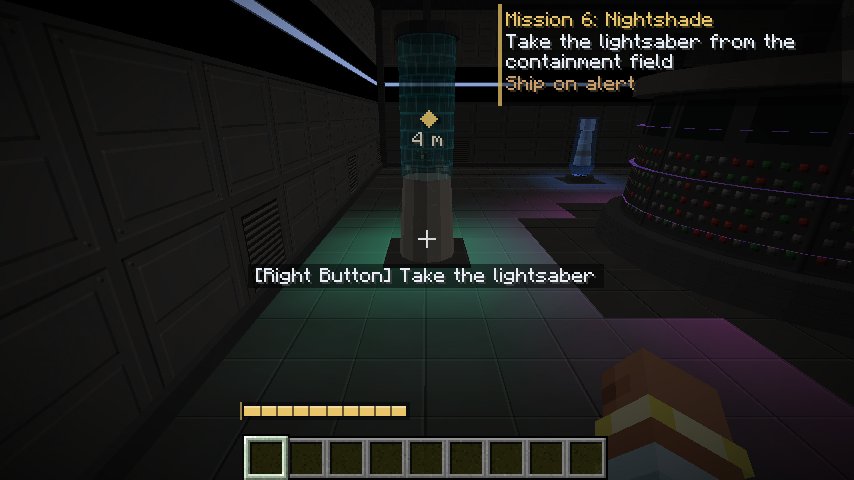 Mission 6: Nightshade
Take the lightsaber from the
containment field
Ship on alert
4 m
[Right Button] Take the lightsaber